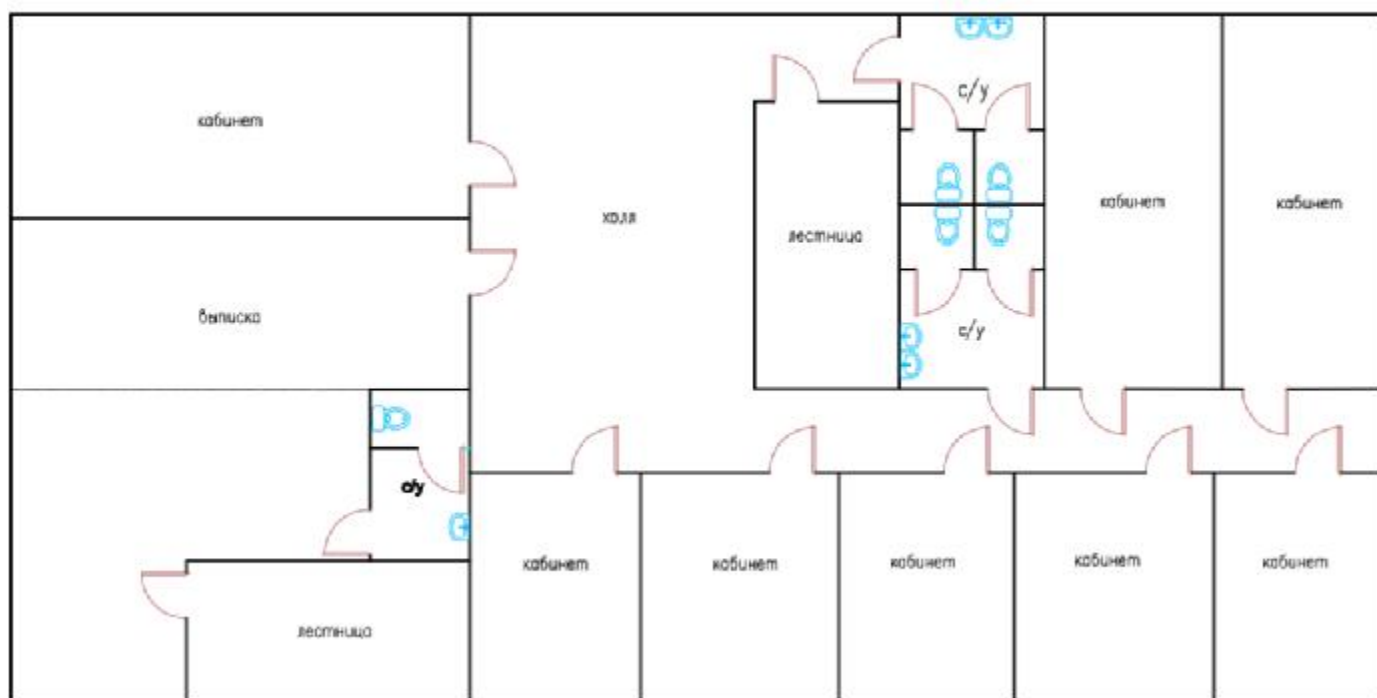 с/у
кабинет
кабинет
кабинет
холл
лестница
выписка
с/у
с/у
кабинет
кабинет
кабинет
кабинет
кабинет
лестница